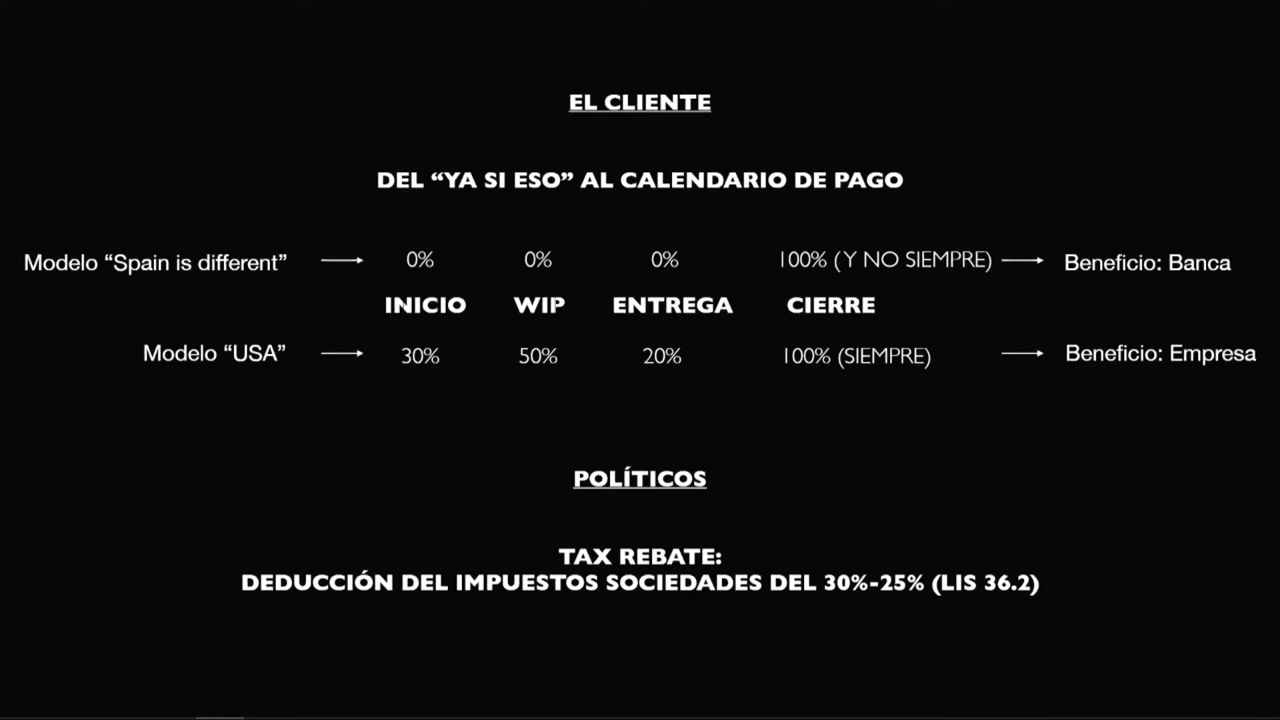 EL CLIENTE
DEL “YA SI ESO” AL CALENDARIO DE PAGO
Modelo “Spain is different” 0% 0% 0% 100% (Y NO SIEMPRE) Beneficio: Banca
INICIO WIP ENTREGA CIERRE
Modelo “USA” 30% 50% 20% 100% (SIEMPRE) Beneficio: Empresa
POLÍTICOS
TAX REBATE:
DEDUCCIÓN DEL IMPUESTOS SOCIEDADES DEL 30%-25% (LIS 36.2)